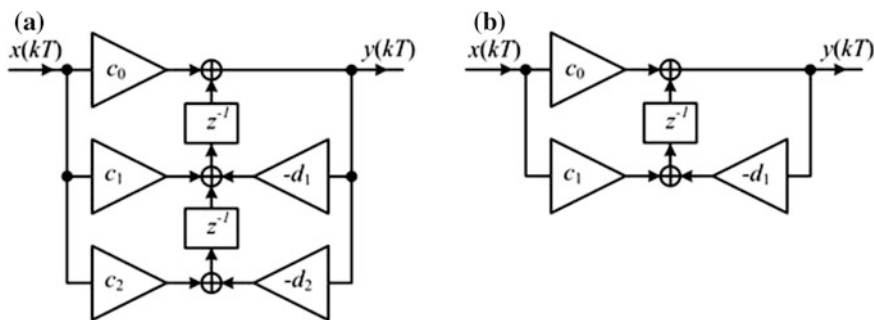 (a)
x(kT)
y(kT)
c₀
z⁻¹
c₁
-d₁
z⁻¹
c₂
-d₂
(b)
x(kT)
y(kT)
c₀
z⁻¹
c₁
-d₁